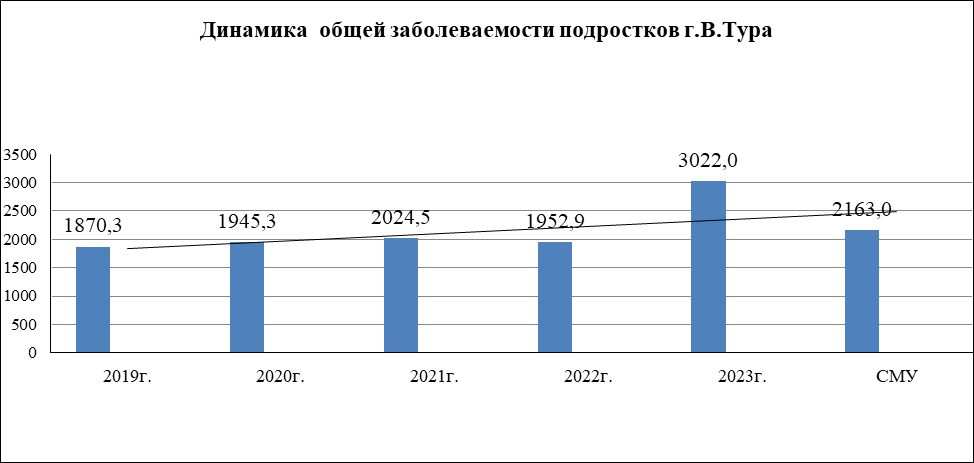 Динамика  общей заболеваемости подростков г.В.Тура
3500
3000
2500
2000
1500
1000
500
0
1870,3
1945,3
2024,5
1952,9
3022,0
2163,0
2019г.
2020г.
2021г.
2022г.
2023г.
СМУ